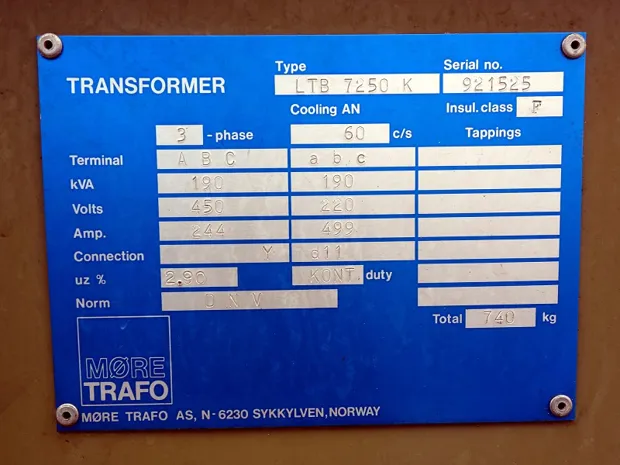 TRANSFORMER
Type Serial no.
LTB 7250 K 921525
Cooling AN Insul.class F
3 -phase 60 c/s Tappings
Terminal A B C a b c
kVA 190 190
Volts 450 220
Amp. 244 499
Connection Y d11
uz % 2.90 KONT. duty
Norm D N V
Total 740 kg
MØRE
TRAFO
MØRE TRAFO AS, N-6230 SYKKYLVEN, NORWAY